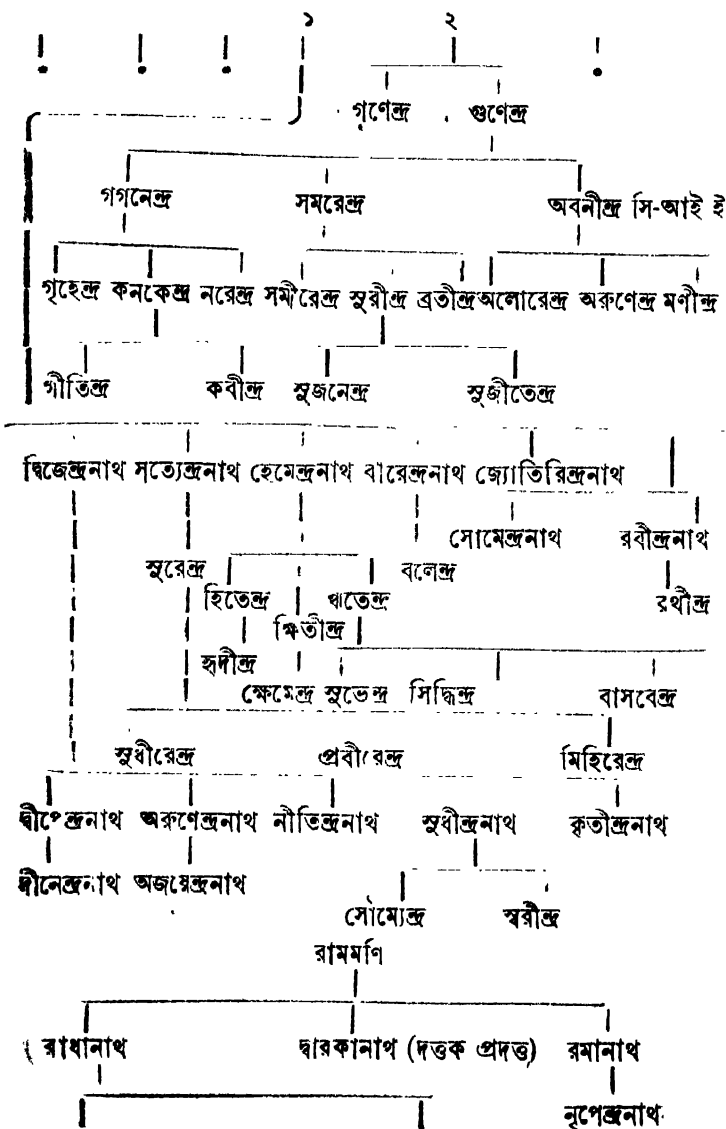 ১ ২
গৃণেন্দ্র গুণেন্দ্র
গগনেন্দ্র সমরেন্দ্র অবনীন্দ্র সি-আই ই
গৃহেন্দ্র কনকেন্দ্র নরেন্দ্র সমীরেন্দ্র সুরীন্দ্র ব্রতীন্দ্র অলোরেন্দ্র অরুণেন্দ্র মণীন্দ্র
গীতিন্দ্র কবীন্দ্র সুজনেন্দ্র সুজীতেন্দ্র
দ্বিজেন্দ্রনাথ সত্যেন্দ্রনাথ হেমেন্দ্রনাথ বীরেন্দ্রনাথ জ্যোতিরিন্দ্রনাথ
সোমেন্দ্রনাথ রবীন্দ্রনাথ
সুরেন্দ্র বলেন্দ্র
হিতেন্দ্র ঋতেন্দ্র রথীন্দ্র
ক্ষিতীন্দ্র
হৃদীন্দ্র
ক্ষেমেন্দ্র সুভেন্দ্র সিদ্ধিন্দ্র বাসবেন্দ্র
সুধীরেন্দ্র প্রবীরেন্দ্র মিহিরেন্দ্র
দ্বীপেন্দ্রনাথ অরুণেন্দ্রনাথ নীতিন্দ্রনাথ সুধীন্দ্রনাথ কৃতীন্দ্রনাথ
দীনেন্দ্রনাথ অজয়েন্দ্রনাথ
সৌম্যেন্দ্র স্বরীন্দ্র
রামমণি
রাধানাথ দ্বারকানাথ (দত্তক প্রদত্ত) রমানাথ
নৃপেন্দ্রনাথ